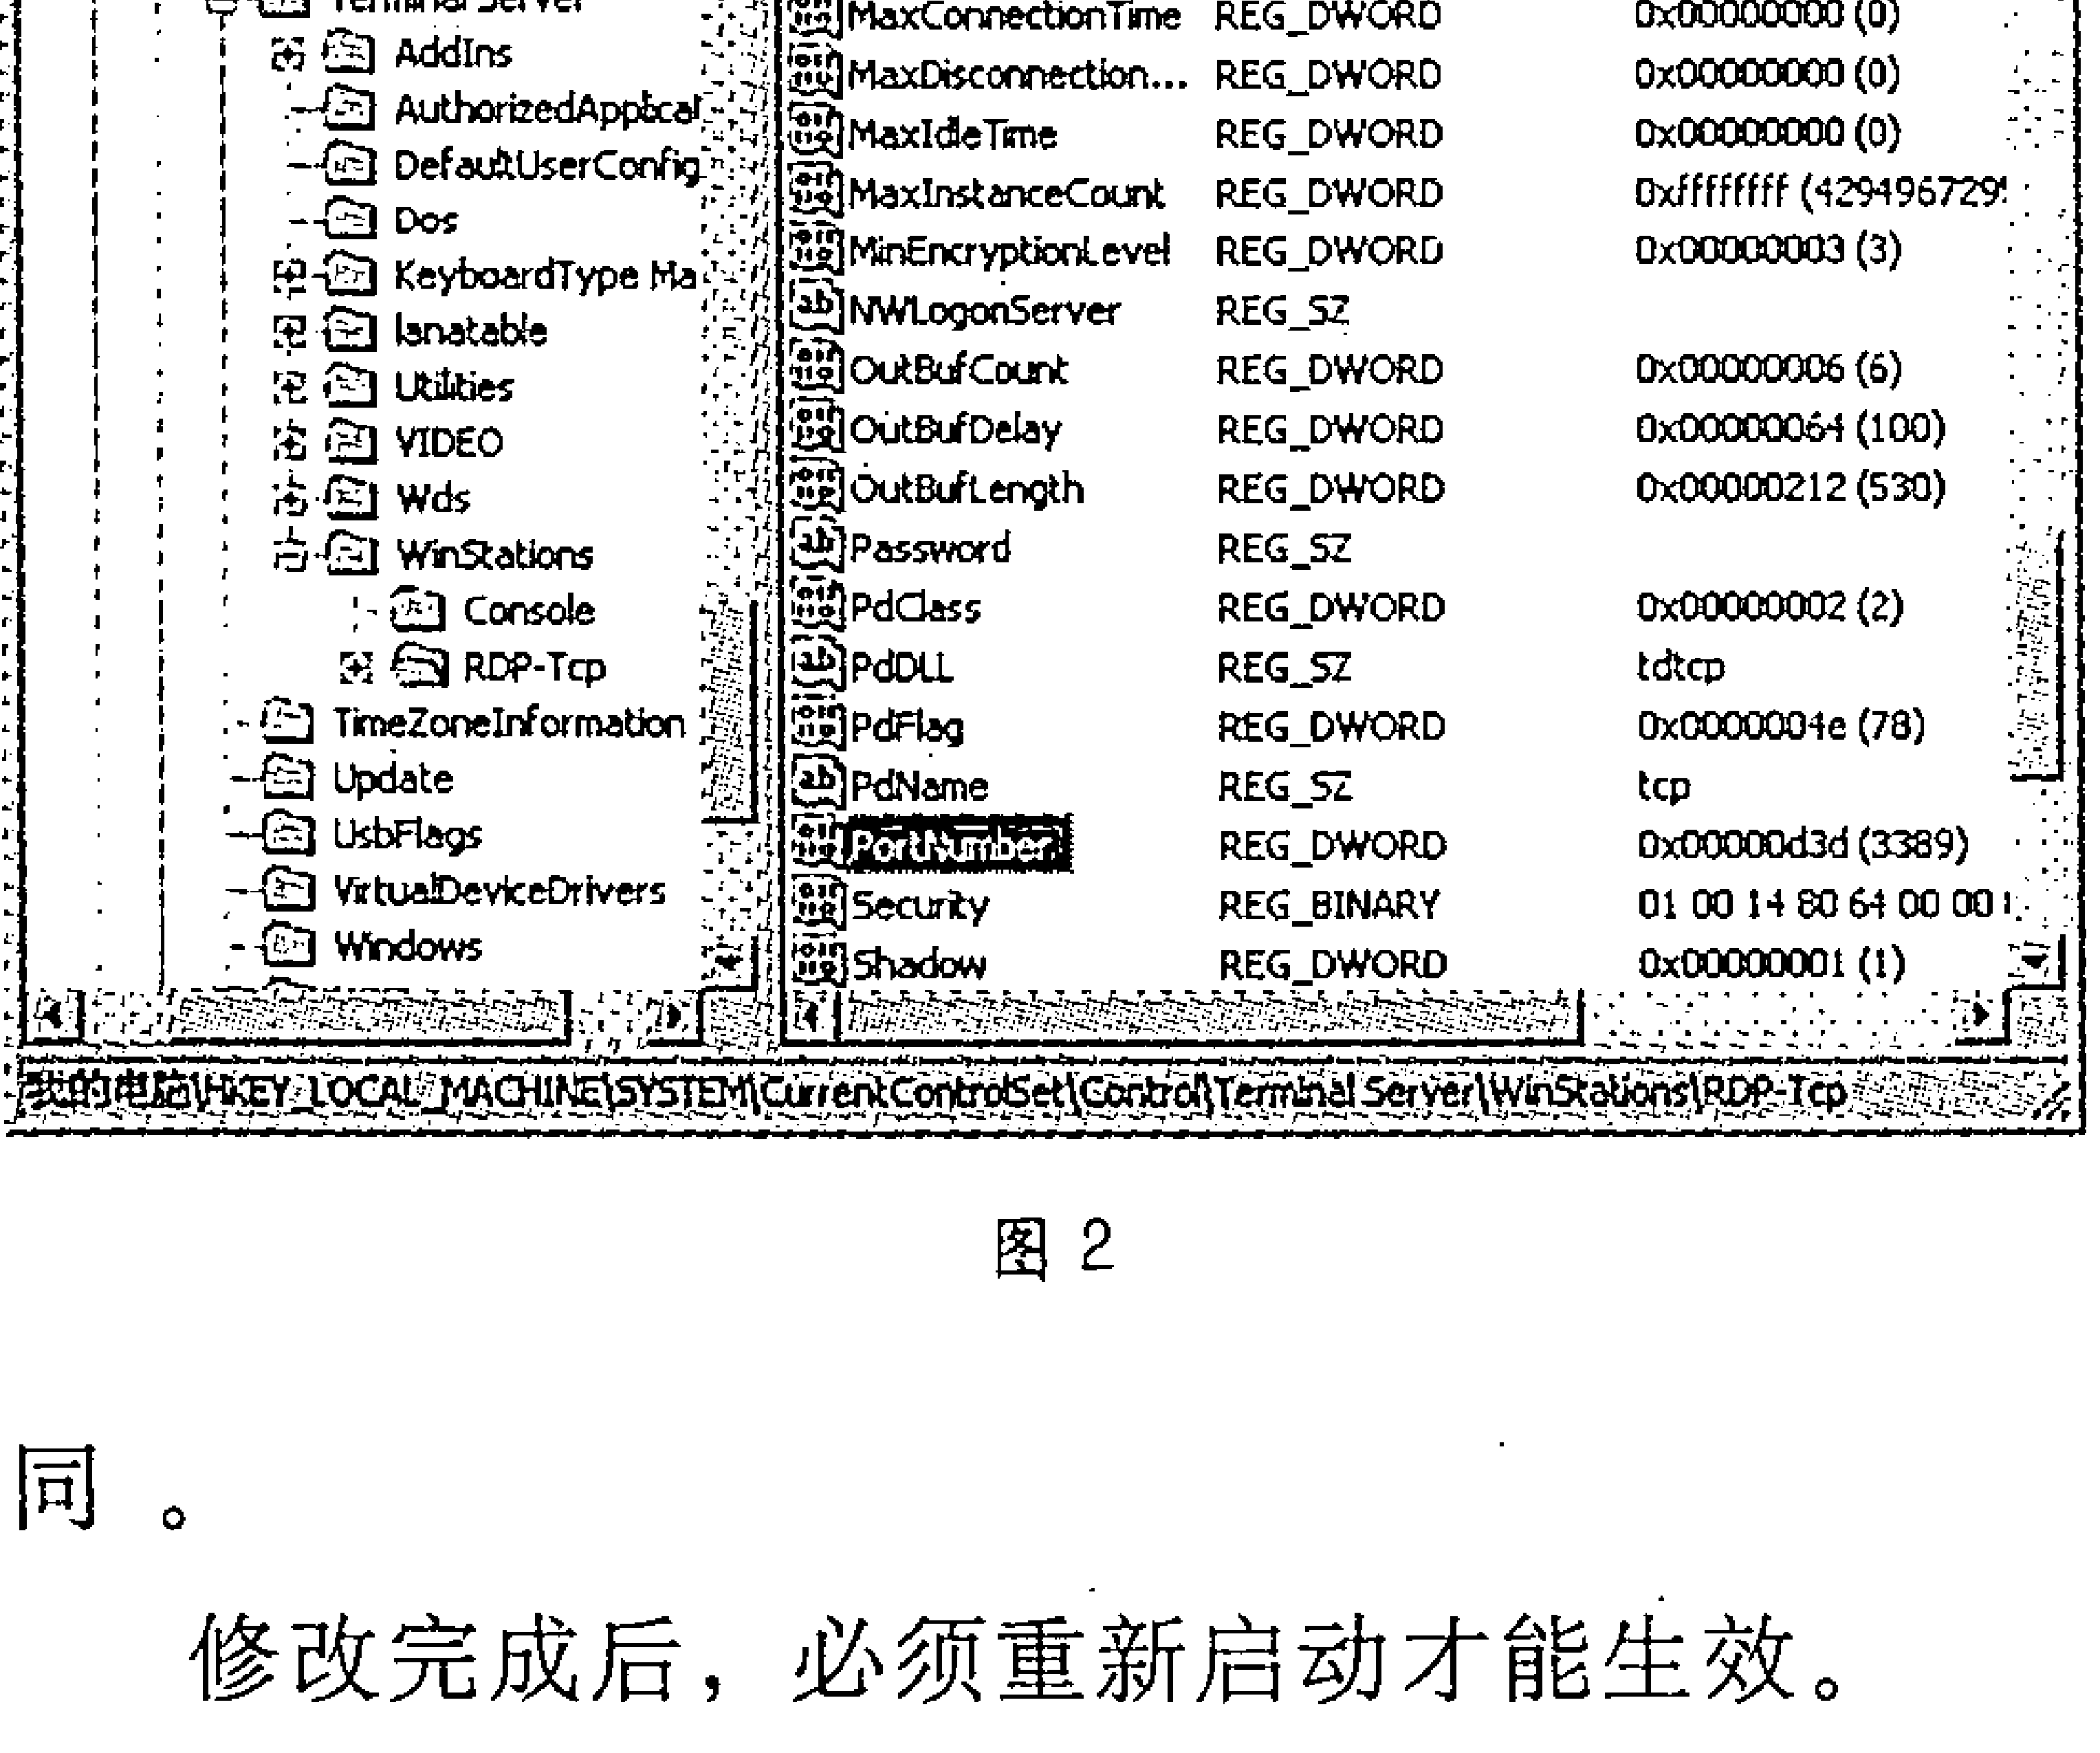 Terminal Server
AddIns
AuthorizedApplicat
DefaultUserConfig
Dos
KeyboardType Ma
lanatable
Utilities
VIDEO
Wds
WinStations
Console
RDP-Tcp
TimeZoneInformation
Update
UsbFlags
VirtualDeviceDrivers
Windows
MaxConnectionTime REG_DWORD 0x00000000 (0)
MaxDisconnection... REG_DWORD 0x00000000 (0)
MaxIdleTime REG_DWORD 0x00000000 (0)
MaxInstanceCount REG_DWORD 0xffffffff (429496729
MinEncryptionLevel REG_DWORD 0x00000003 (3)
NWLogonServer REG_SZ
OutBufCount REG_DWORD 0x00000006 (6)
OutBufDelay REG_DWORD 0x00000064 (100)
OutBufLength REG_DWORD 0x00000212 (530)
Password REG_SZ
PdClass REG_DWORD 0x00000002 (2)
PdDLL REG_SZ tdtcp
PdFlag REG_DWORD 0x0000004e (78)
PdName REG_SZ tcp
PortNumber REG_DWORD 0x00000d3d (3389)
Security REG_BINARY 01 00 14 80 64 00 00
Shadow REG_DWORD 0x00000001 (1)
我的电脑\HKEY_LOCAL_MACHINE\SYSTEM\CurrentControlSet\Control\Terminal Server\WinStations\RDP-Tcp
图 2
同 。
修改完成后，必须重新启动才能生效。